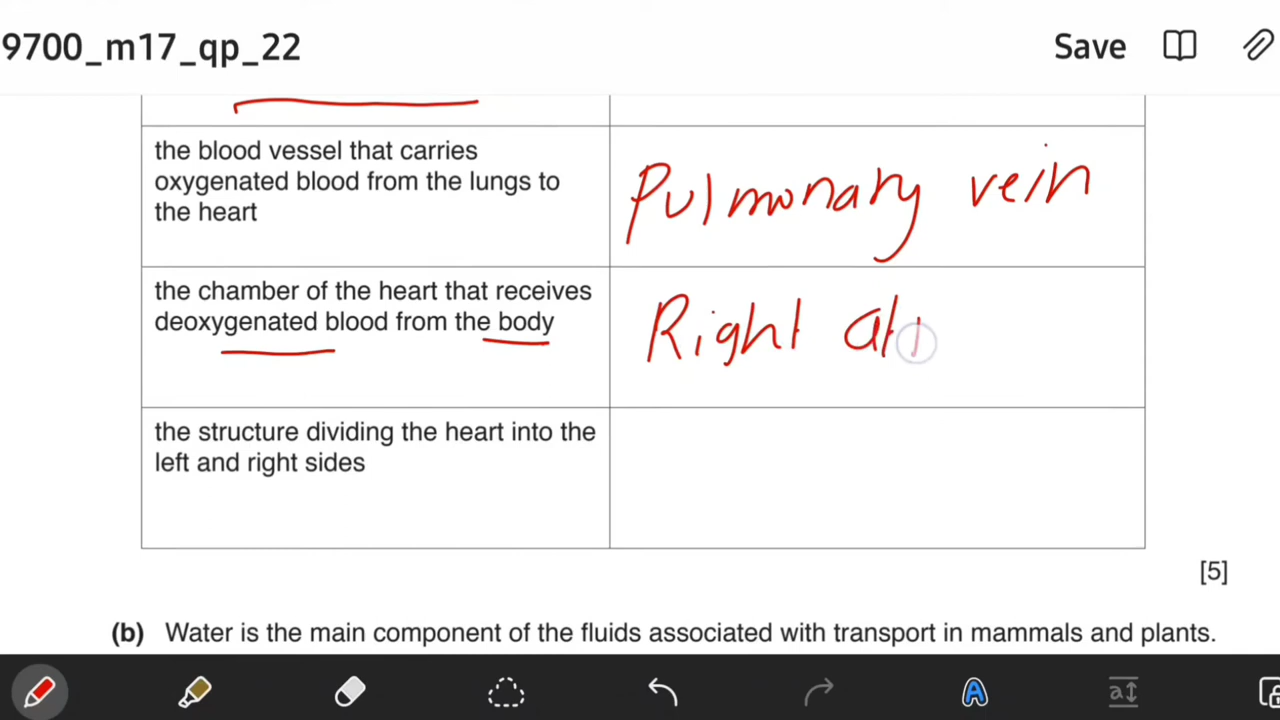 9700_m17_qp_22
Save
the blood vessel that carries
oxygenated blood from the lungs to
the heart
Pulmonary vein
the chamber of the heart that receives
deoxygenated blood from the body
Right atr
the structure dividing the heart into the
left and right sides
[5]
(b) Water is the main component of the fluids associated with transport in mammals and plants.
A
a